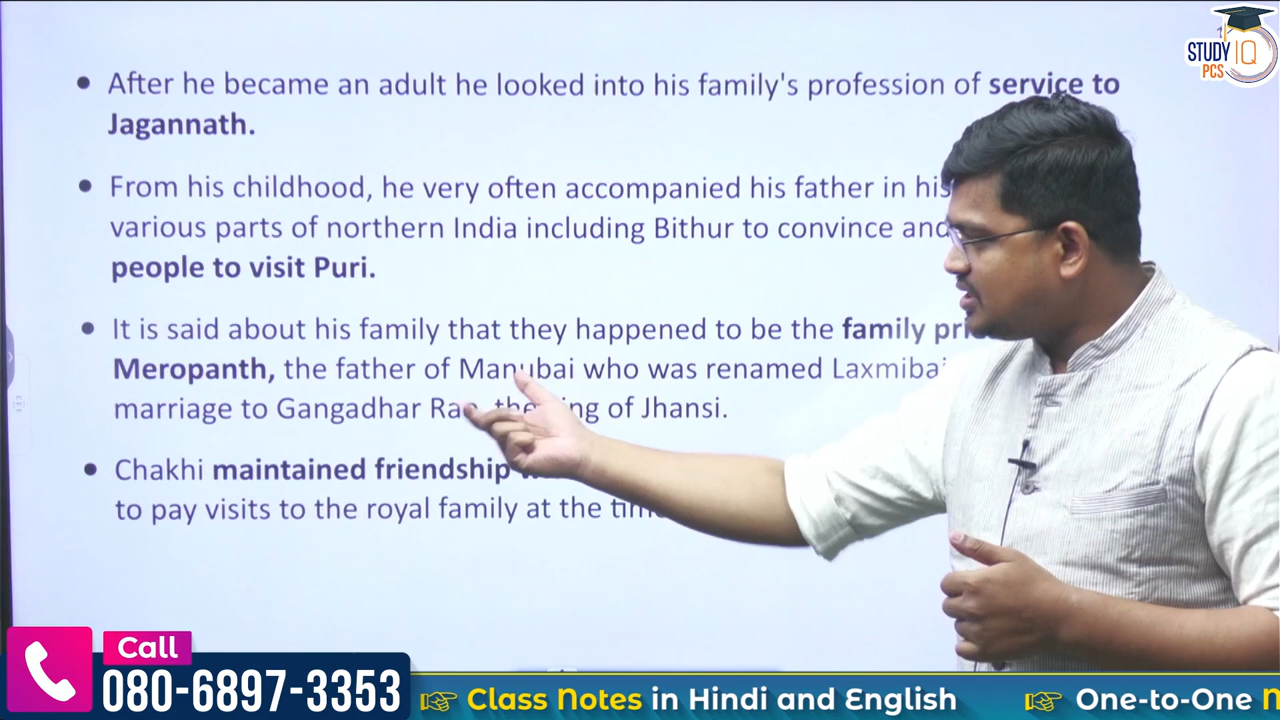 STUDY IQ
PCS
• After he became an adult he looked into his family's profession of service to
Jagannath.
• From his childhood, he very often accompanied his father in his
various parts of northern India including Bithur to convince and
people to visit Puri.
• It is said about his family that they happened to be the family
Meropanth, the father of Manubai who was renamed Laxmibai
marriage to Gangadhar Rao, the king of Jhansi.
• Chakhi maintained friendship
to pay visits to the royal family at the time
Call
080-6897-3353
Class Notes in Hindi and English
One-to-One